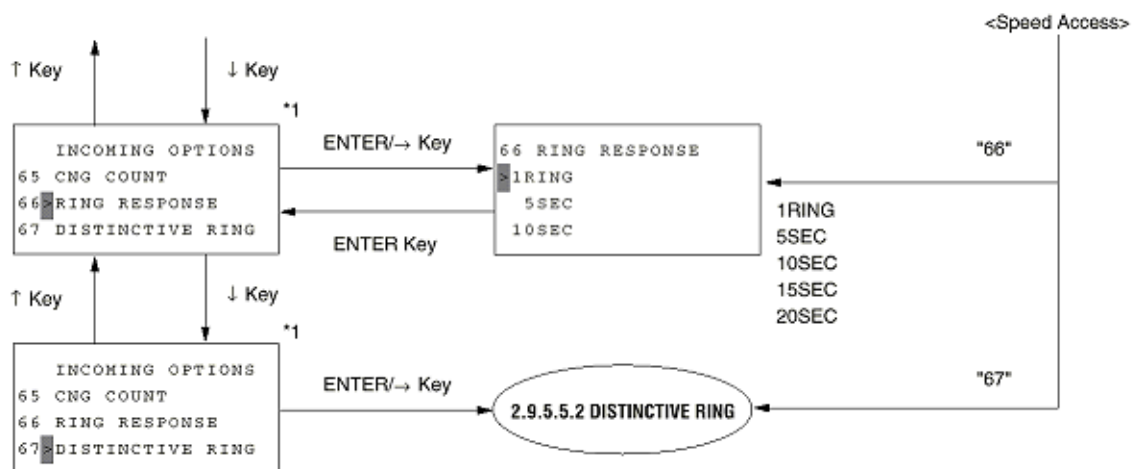 <Speed Access>
↑ Key
↓ Key
*1
INCOMING OPTIONS
65 CNG COUNT
66>RING RESPONSE
67 DISTINCTIVE RING
ENTER/→ Key
ENTER Key
66 RING RESPONSE
>1RING
5SEC
10SEC
"66"
1RING
5SEC
10SEC
15SEC
20SEC
↑ Key
↓ Key
*1
INCOMING OPTIONS
65 CNG COUNT
66 RING RESPONSE
67>DISTINCTIVE RING
ENTER/→ Key
2.9.5.5.2 DISTINCTIVE RING
"67"